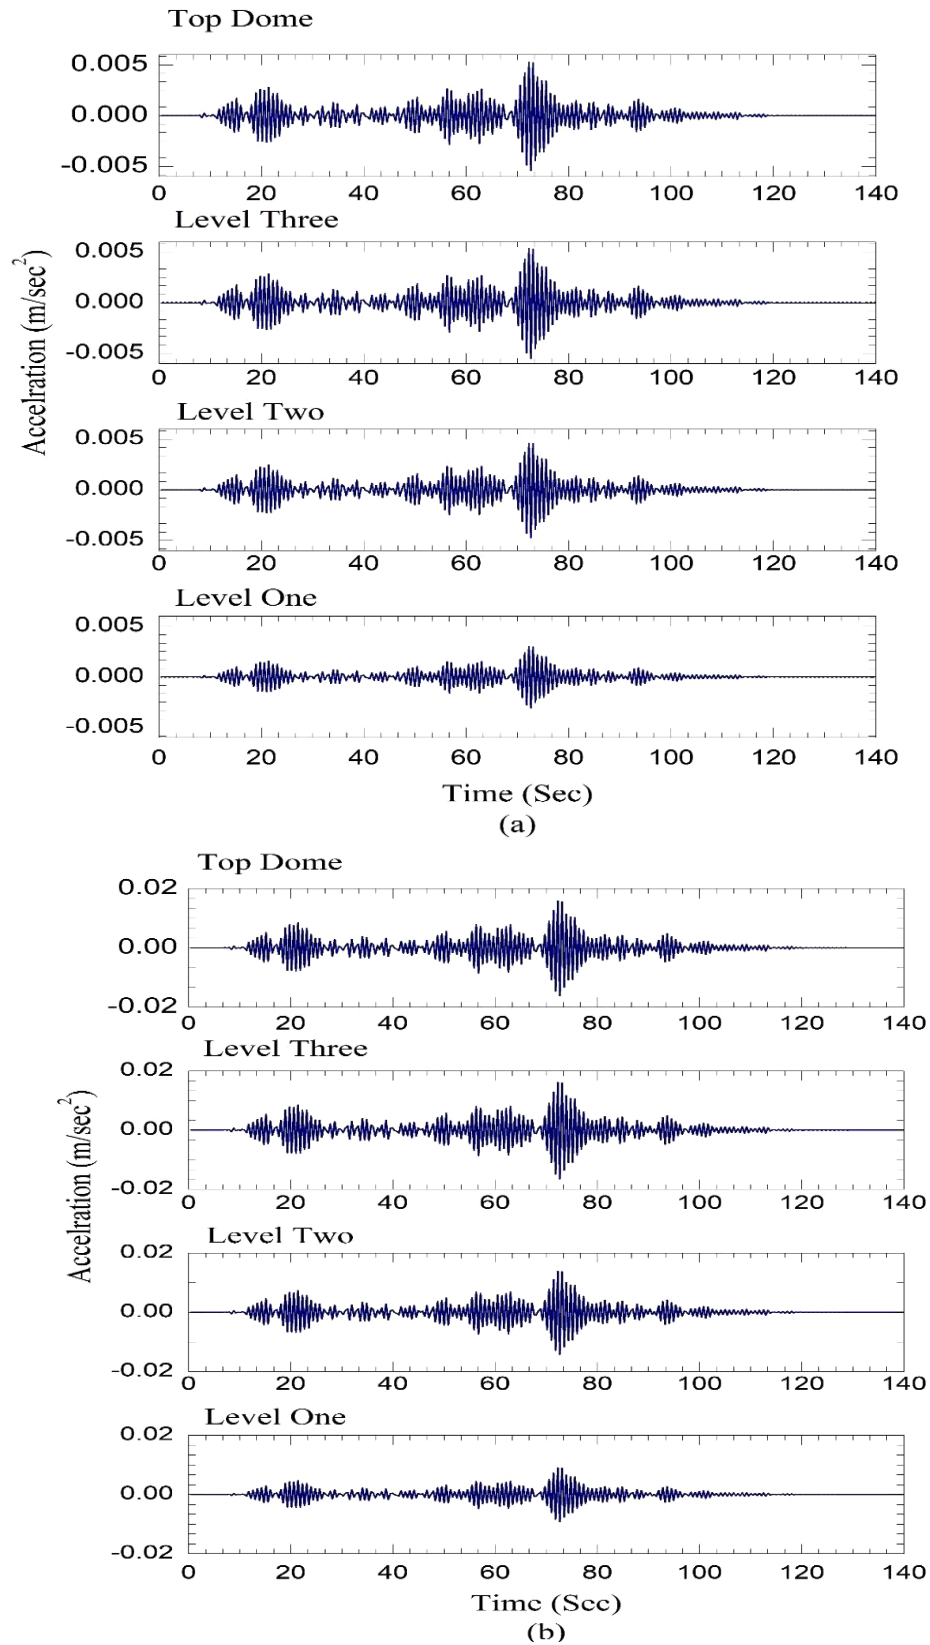 Top Dome
0.005
0.000
-0.005
0 20 40 60 80 100 120 140
Level Three
0.005
0.000
-0.005
0 20 40 60 80 100 120 140
Level Two
0.005
0.000
-0.005
0 20 40 60 80 100 120 140
Level One
0.005
0.000
-0.005
0 20 40 60 80 100 120 140
Accelration (m/sec²)
Time (Sec)
(a)
Top Dome
0.02
0.00
-0.02
0 20 40 60 80 100 120 140
Level Three
0.02
0.00
-0.02
0 20 40 60 80 100 120 140
Level Two
0.02
0.00
-0.02
0 20 40 60 80 100 120 140
Level One
0.02
0.00
-0.02
0 20 40 60 80 100 120 140
Accelration (m/sec²)
Time (Sec)
(b)